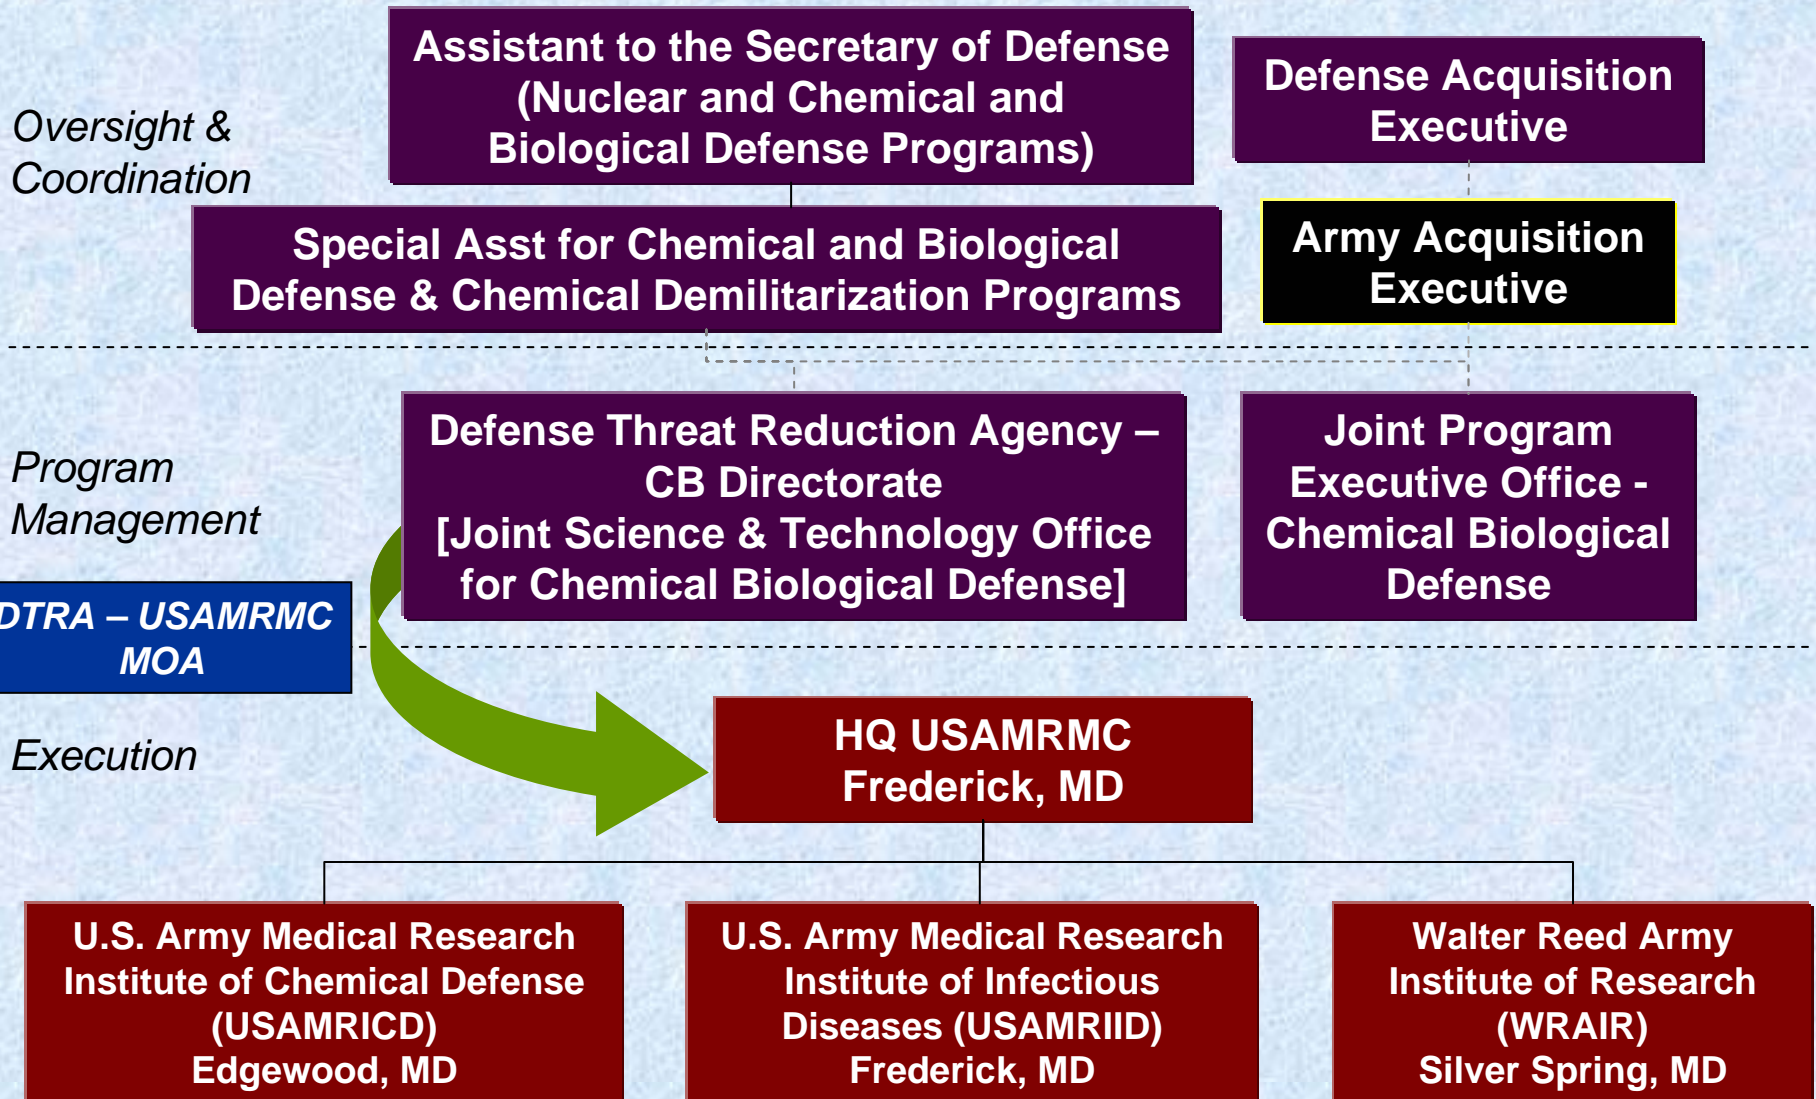 Oversight &
Coordination
Assistant to the Secretary of Defense
(Nuclear and Chemical and
Biological Defense Programs)
Defense Acquisition
Executive
Special Asst for Chemical and Biological
Defense & Chemical Demilitarization Programs
Army Acquisition
Executive
Program
Management
Defense Threat Reduction Agency –
CB Directorate
[Joint Science & Technology Office
for Chemical Biological Defense]
Joint Program
Executive Office -
Chemical Biological
Defense
DTRA – USAMRMC
MOA
Execution
HQ USAMRMC
Frederick, MD
U.S. Army Medical Research
Institute of Chemical Defense
(USAMRICD)
Edgewood, MD
U.S. Army Medical Research
Institute of Infectious
Diseases (USAMRIID)
Frederick, MD
Walter Reed Army
Institute of Research
(WRAIR)
Silver Spring, MD